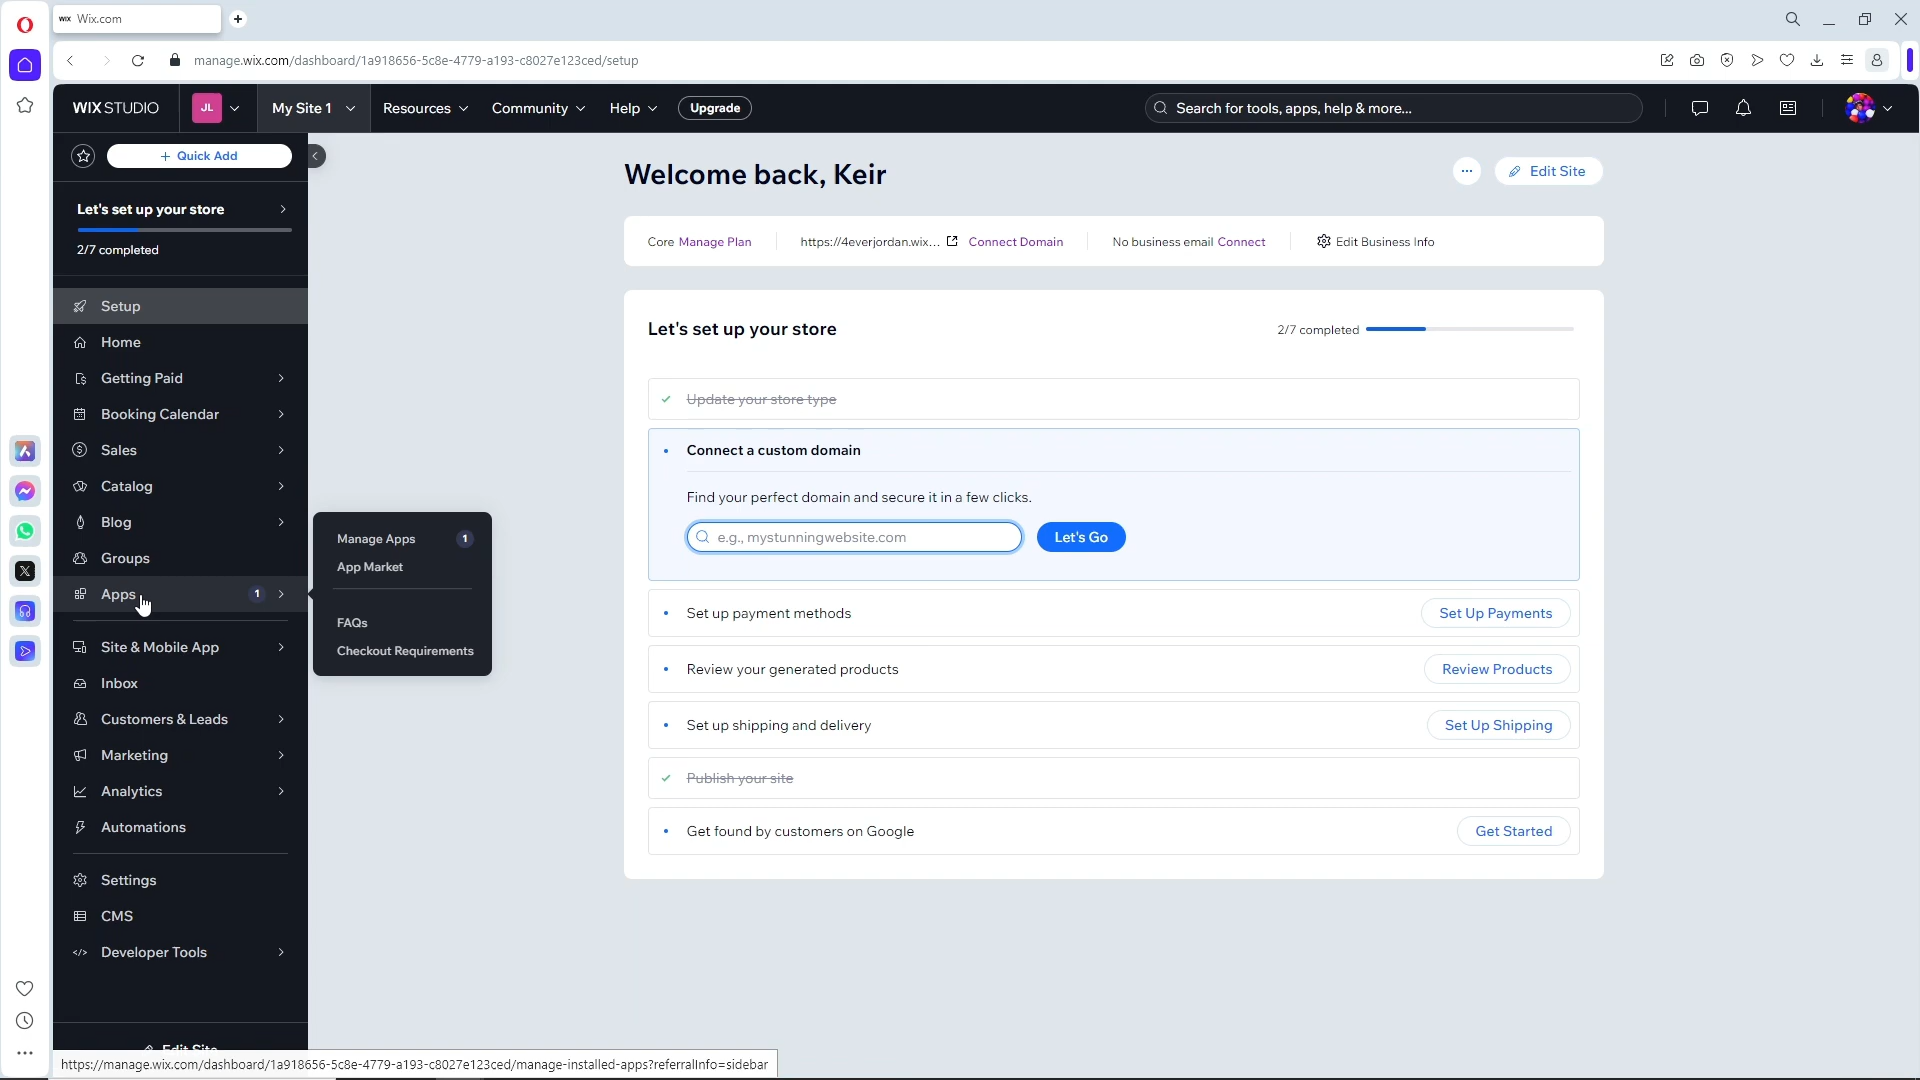 WIX Wix.com
manage.wix.com/dashboard/1a918656-5c8e-4779-a193-c8027e123ced/setup
WIX STUDIO JL My Site 1 Resources Community Help Upgrade Search for tools, apps, help & more...
+ Quick Add
Let's set up your store
2/7 completed
Setup
Home
Getting Paid
Booking Calendar
Sales
Catalog
Blog
Groups
Apps 1
Site & Mobile App
Inbox
Customers & Leads
Marketing
Analytics
Automations
Settings
CMS
Developer Tools
Edit Site
Manage Apps 1
App Market
FAQs
Checkout Requirements
Welcome back, Keir
Edit Site
Core Manage Plan https://4everjordan.wix... Connect Domain No business email Connect Edit Business Info
Let's set up your store 2/7 completed
Update your store type
Connect a custom domain
Find your perfect domain and secure it in a few clicks.
e.g., mystunningwebsite.com Let's Go
Set up payment methods Set Up Payments
Review your generated products Review Products
Set up shipping and delivery Set Up Shipping
Publish your site
Get found by customers on Google Get Started
https://manage.wix.com/dashboard/1a918656-5c8e-4779-a193-c8027e123ced/manage-installed-apps?referralInfo=sidebar